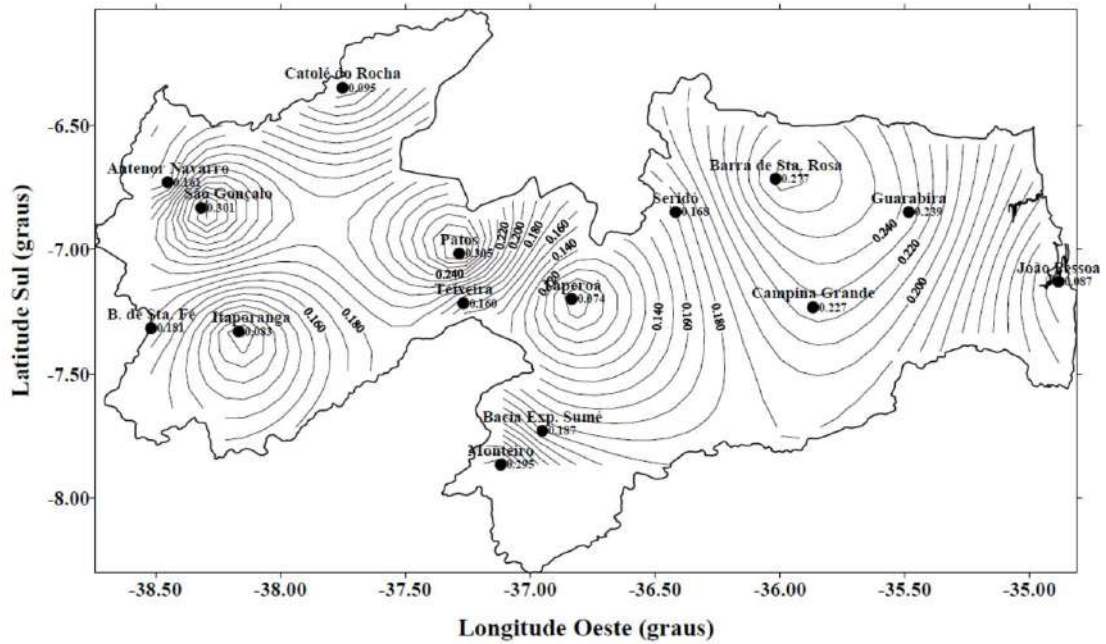 Catolé do Rocha
0.095
-6.50
Antenor Navarro
0.161
Barra de Sta. Rosa
0.237
São Gonçalo
0.301
Seridó
0.168
Guarabira
0.239
Patos
0.305
0.220
0.200
0.180
0.160
0.140
0.240
0.220
0.200
-7.00
0.240
João Pessoa
0.087
Teixeira
0.160
Taperoá
0.074
Campina Grande
0.227
B. de Sta. Fé
0.181
Itaporanga
0.083
0.160
0.180
0.140
0.160
0.180
-7.50
Bacia Exp. Sumé
0.187
Monteiro
0.295
-8.00
Latitude Sul (graus)
-38.50
-38.00
-37.50
-37.00
-36.50
-36.00
-35.50
-35.00
Longitude Oeste (graus)